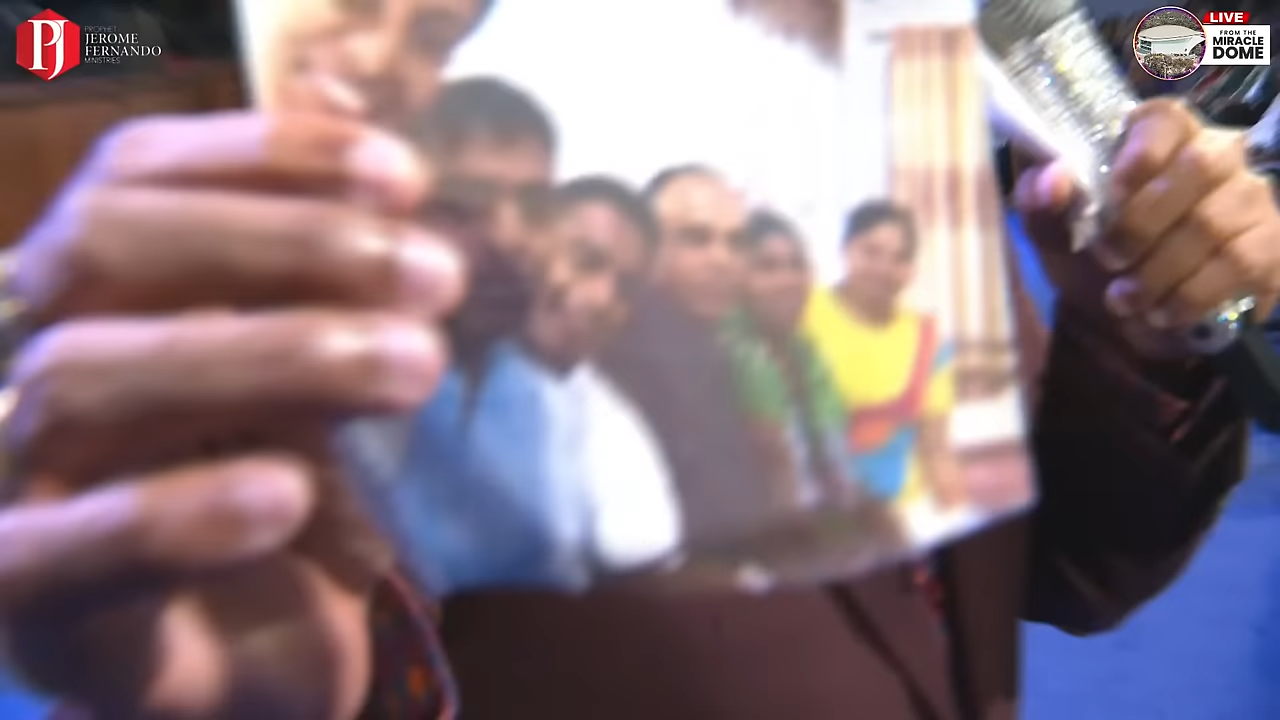 PJ
PROPHET
JEROME
FERNANDO
MINISTRIES
LIVE
FROM THE
MIRACLE
DOME